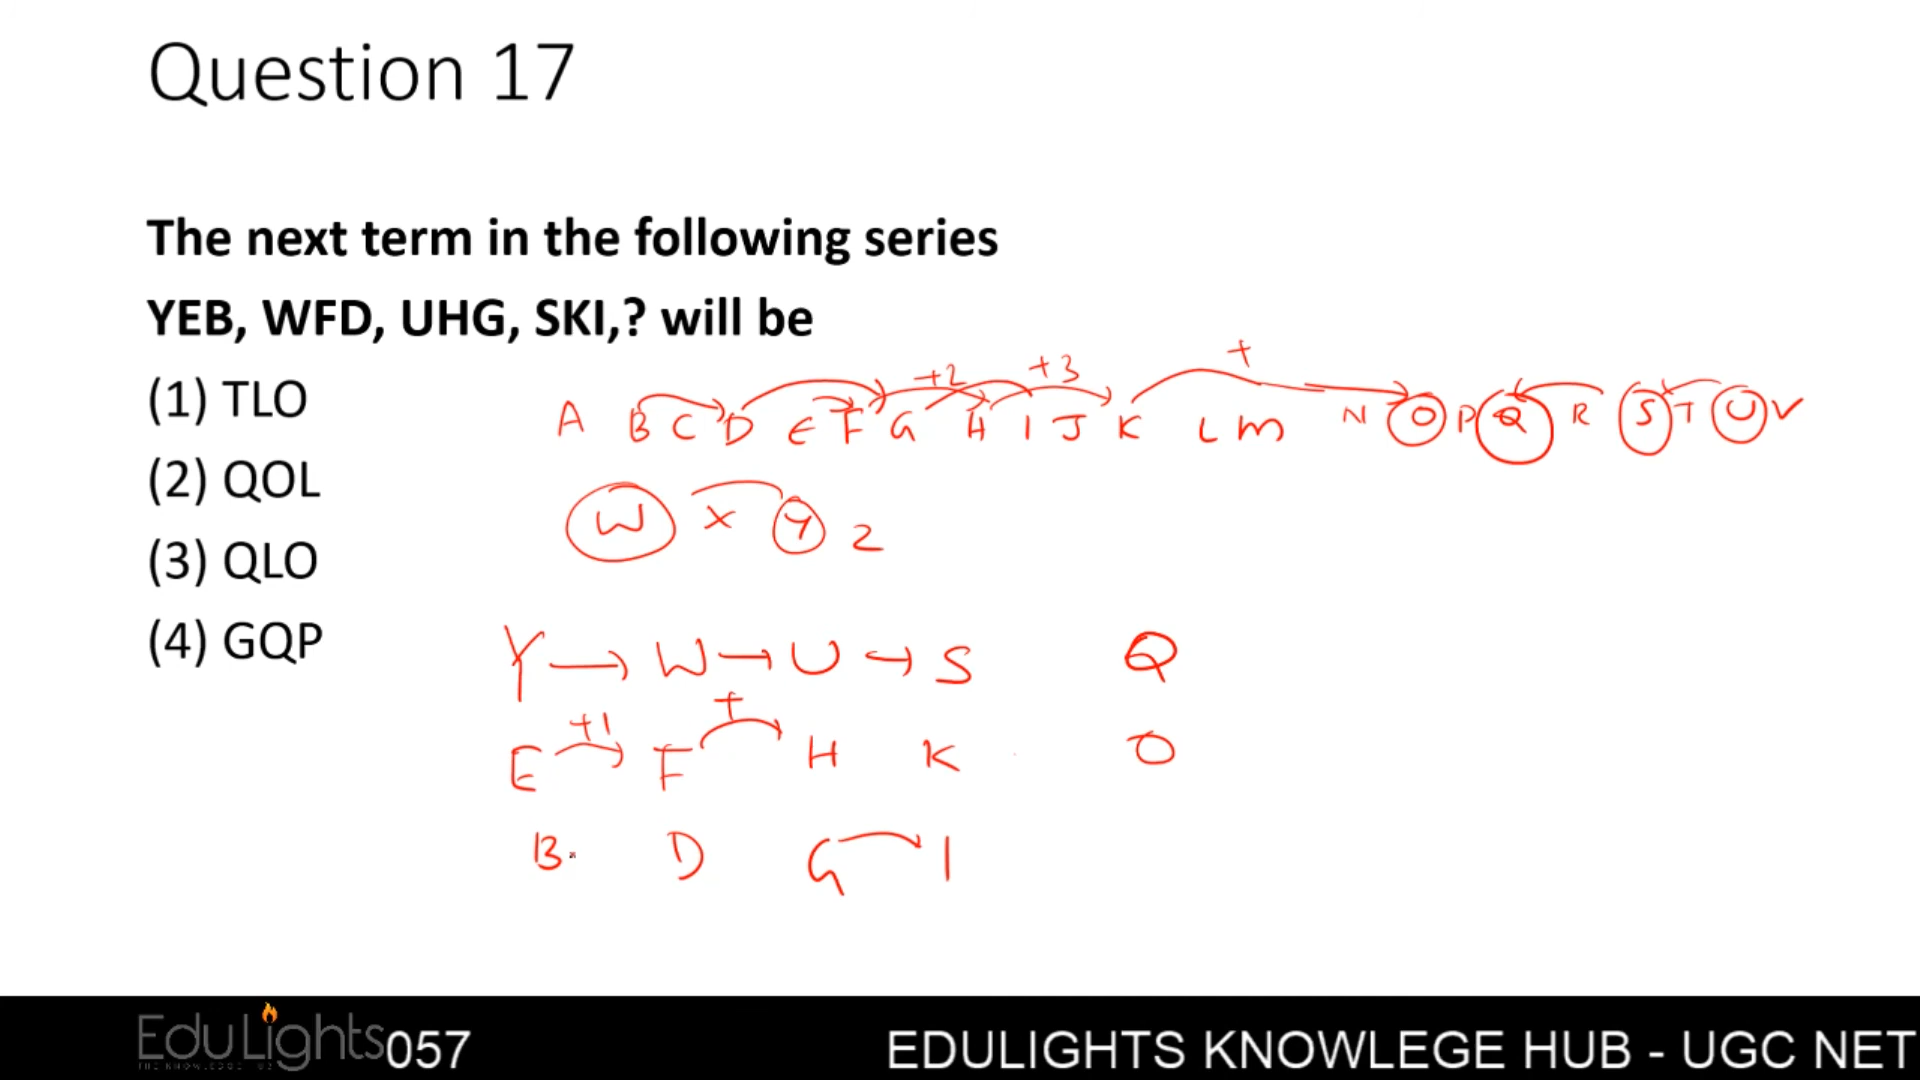 Question 17
The next term in the following series
YEB, WFD, UHG, SKI,? will be
(1) TLO
(2) QOL
(3) QLO
(4) GQP
+2 +3 +
A B C D E F G H I J K L M N O P Q R S T U V
W X Y Z
Y → W → U → S Q
+1 +
E F H K O
B D G I
EduLights
057
EDULIGHTS KNOWLEGE HUB - UGC NET